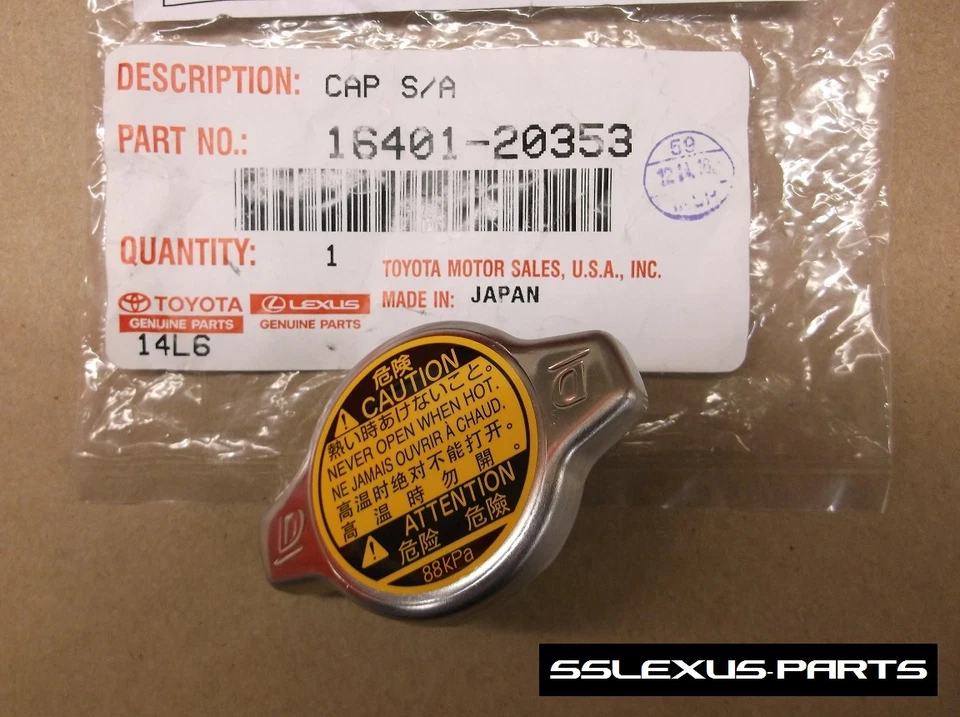 DESCRIPTION: CAP S/A
PART NO.: 16401-20353
59
QUANTITY: 1
TOYOTA MOTOR SALES, U.S.A., INC.
MADE IN: JAPAN
TOYOTA
GENUINE PARTS
LEXUS
GENUINE PARTS
14L6
危険
CAUTION
熱い時あけないこと。
NEVER OPEN WHEN HOT.
NE JAMAIS OUVRIR À CHAUD.
高温时绝对不能打开。
高温時勿開。
ATTENTION
危险 危險
88kPa
D
D
SSLEXUS-PARTS